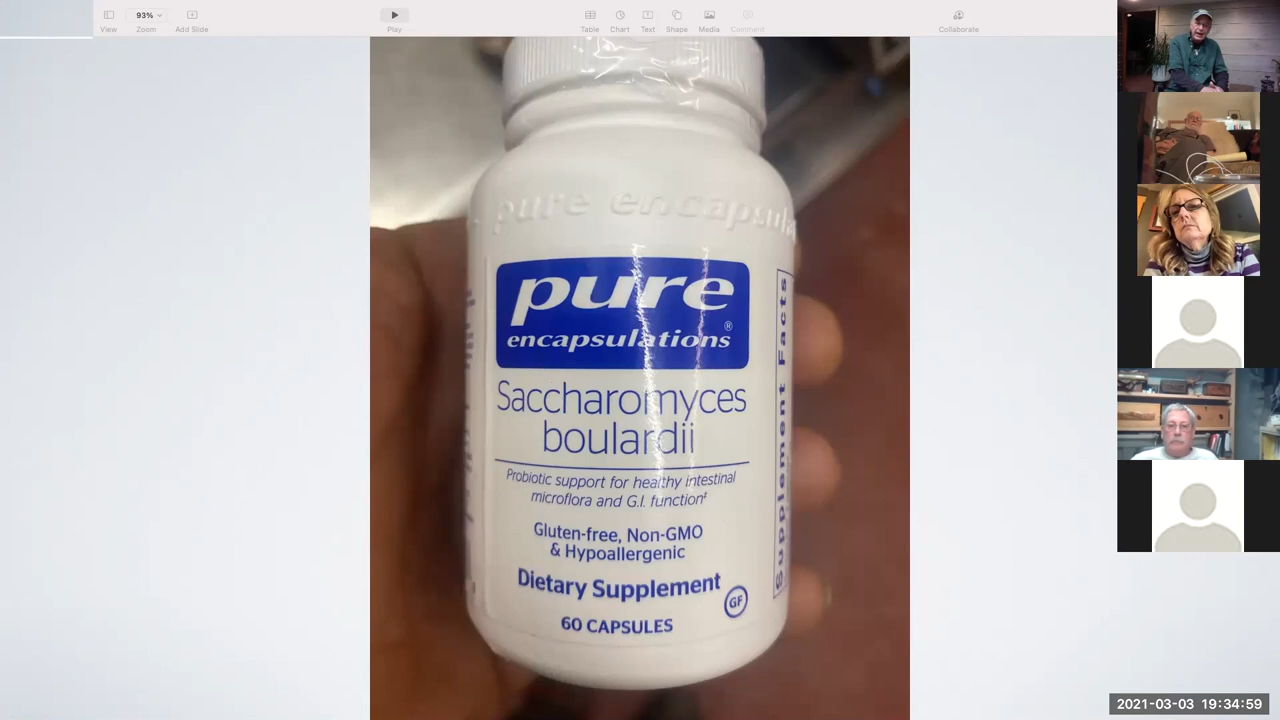 93%
View
Zoom
Add Slide
Play
Table
Chart
Text
Shape
Media
Comment
Collaborate
pure encapsula
pure
encapsulations®
Saccharomyces
boulardii
Probiotic support for healthy intestinal
microflora and G.I. function‡
Gluten-free, Non-GMO
& Hypoallergenic
Dietary Supplement
GF
60 CAPSULES
Supplement Facts
2021-03-03 19:34:59